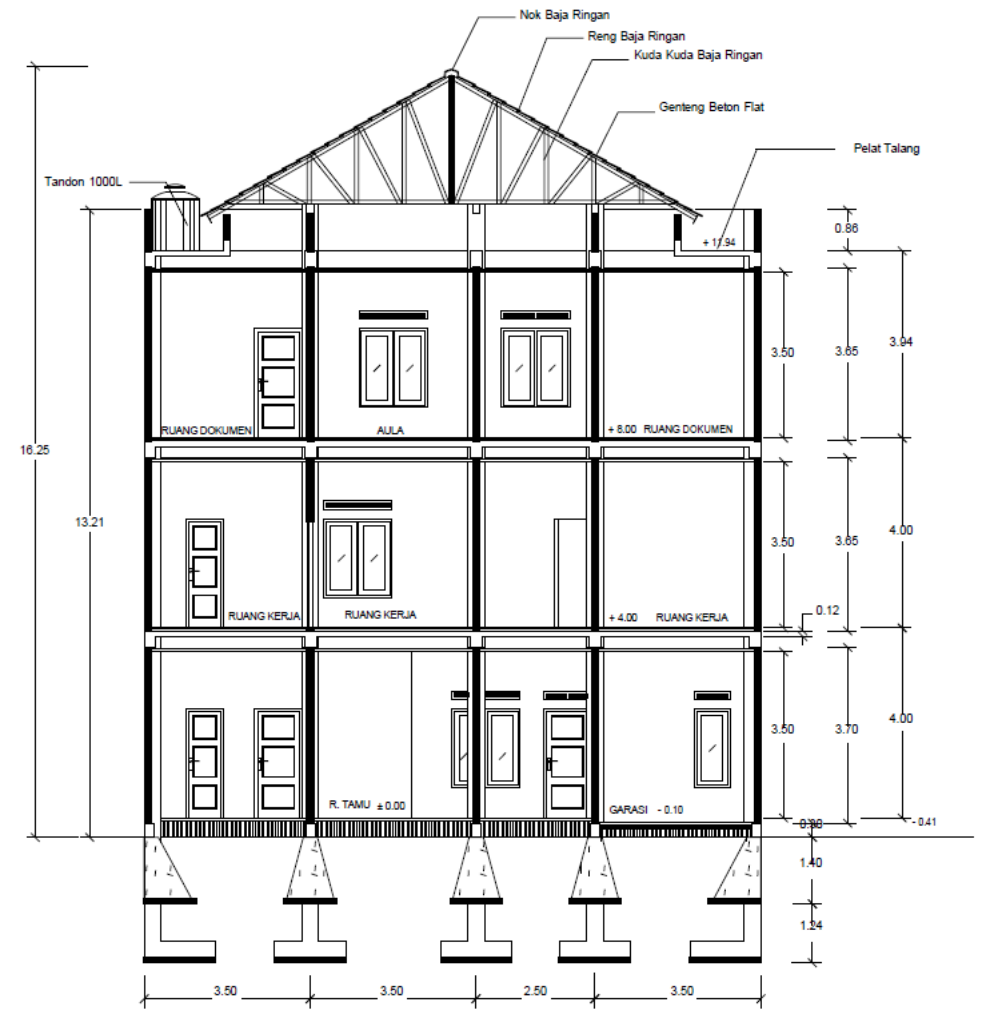 Nok Baja Ringan
Reng Baja Ringan
Kuda Kuda Baja Ringan
Genteng Beton Flat
Pelat Talang
Tandon 1000L
0.86
+ 11.94
3.50
3.65
3.94
RUANG DOKUMEN
AULA
+ 8.00 RUANG DOKUMEN
16.25
13.21
3.50
3.65
4.00
0.12
RUANG KERJA
RUANG KERJA
+ 4.00 RUANG KERJA
3.50
3.70
4.00
R. TAMU ± 0.00
GARASI - 0.10
- 0.41
1.40
1.24
3.50
3.50
2.50
3.50